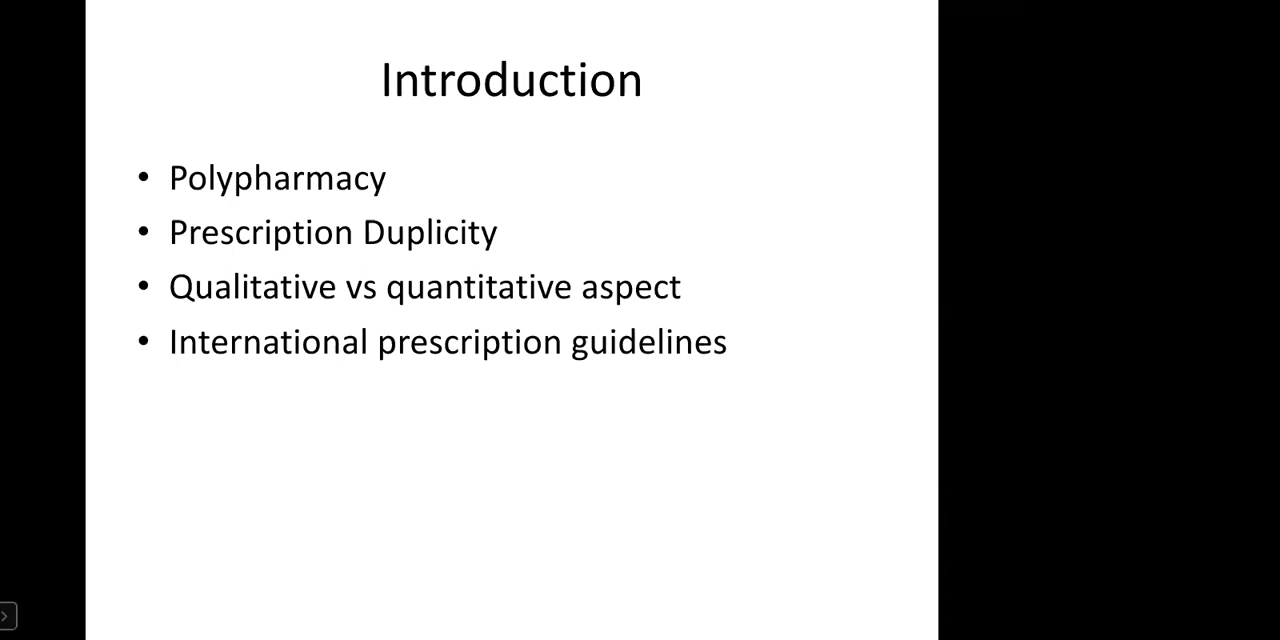 Introduction
• Polypharmacy
• Prescription Duplicity
• Qualitative vs quantitative aspect
• International prescription guidelines